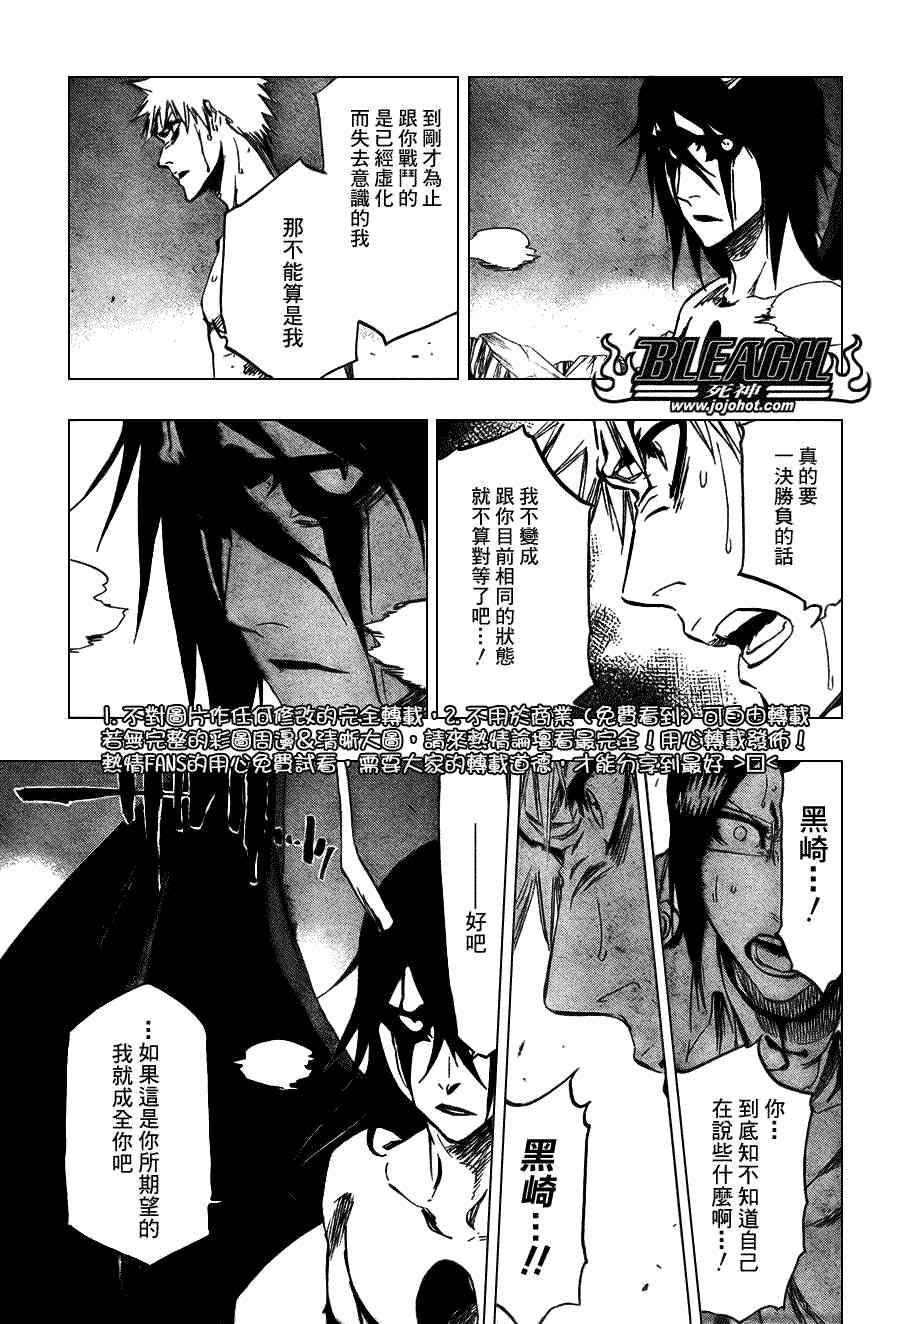 到剛才為止
跟你戰鬥的
是已經虛化
而失去意識的我
那不能算是我
BLEACH
死神
www.jojohot.com
真的要
一決勝負的話
我不變成
跟你目前相同的狀態
就不算對等了吧…!
1.不對圖片作任何修改的完全轉載，2.不用於商業（免費看到）可自由轉載
若無完整的彩圖周邊&清晰大圖，請來熱情論壇看最完全！用心轉載發佈！
熱情FANS的用心免費試看，需要大家的轉載道德，才能分享到最好 >口<
黑崎…!
你…
到底知不知道自己
在說些什麼啊…!
黑崎…!!
——好吧
…如果這是你所期望的
我就成全你吧